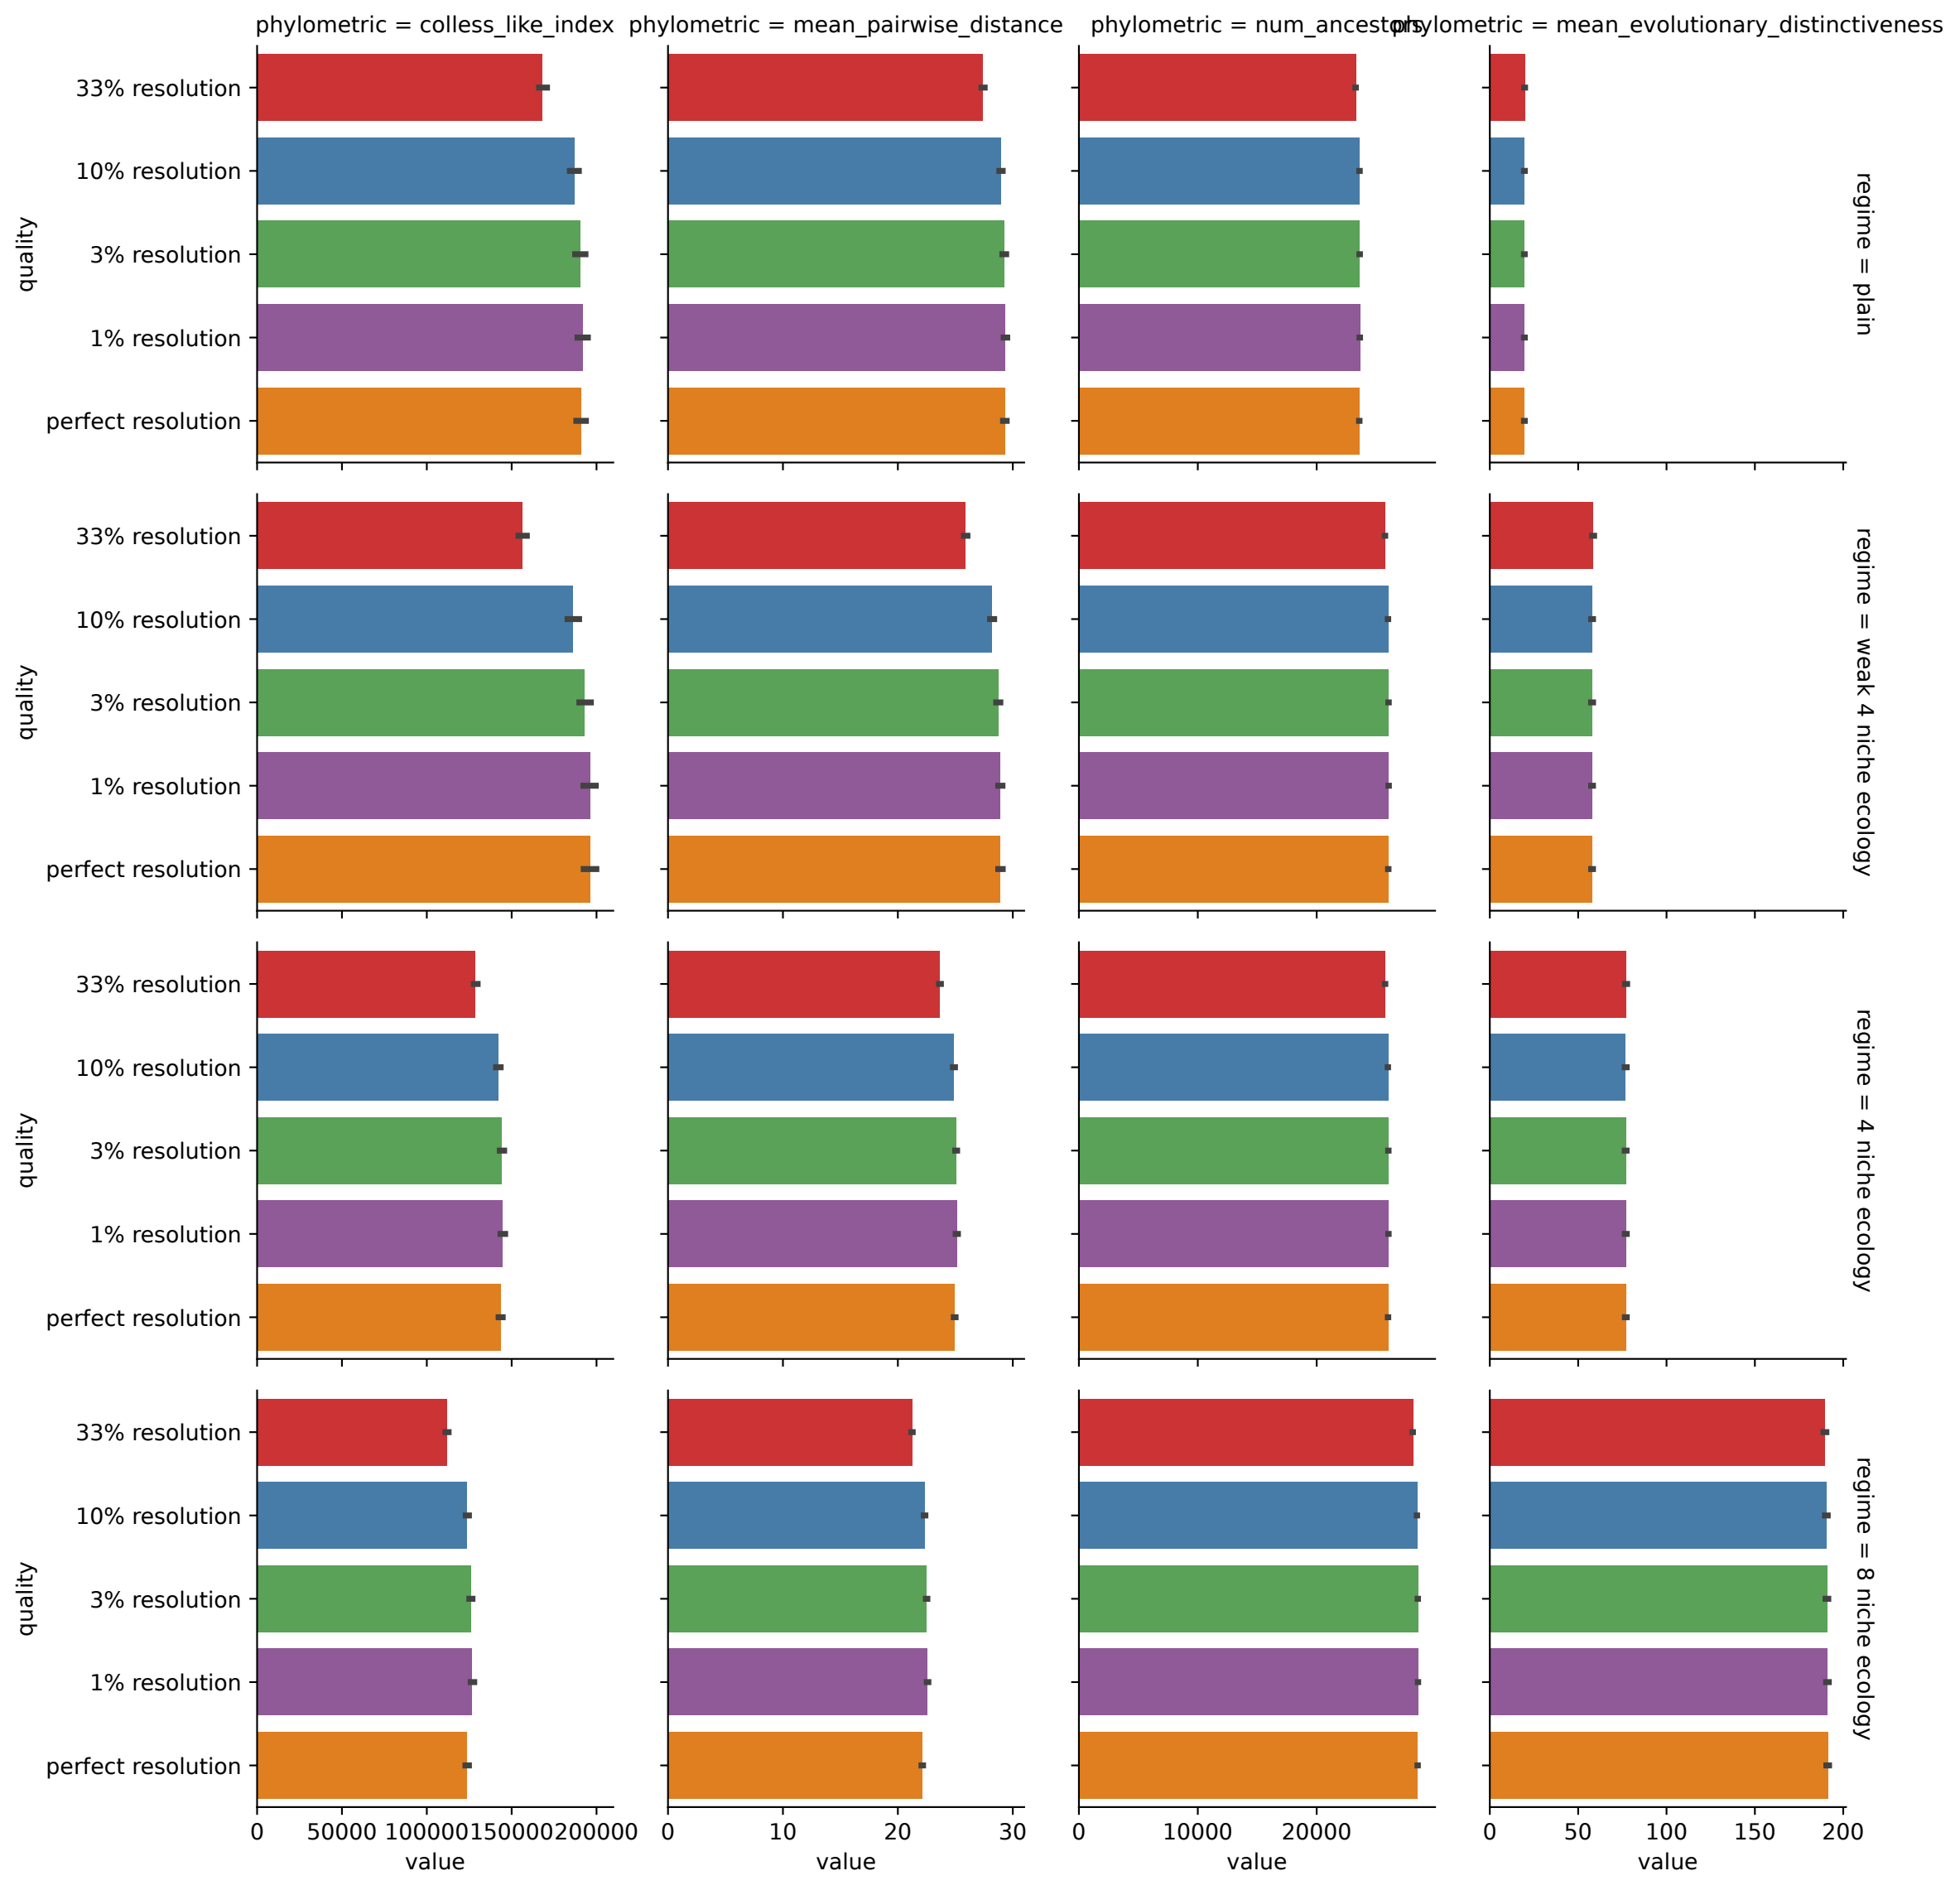 phylometric = colless_like_index
phylometric = mean_pairwise_distance
phylometric = num_ancestors
phylometric = mean_evolutionary_distinctiveness
quality
33% resolution
10% resolution
3% resolution
1% resolution
perfect resolution
regime = plain
quality
33% resolution
10% resolution
3% resolution
1% resolution
perfect resolution
regime = weak 4 niche ecology
quality
33% resolution
10% resolution
3% resolution
1% resolution
perfect resolution
regime = 4 niche ecology
quality
33% resolution
10% resolution
3% resolution
1% resolution
perfect resolution
regime = 8 niche ecology
0 50000 100000 150000 200000
0 10 20 30
0 10000 20000
0 50 100 150 200
value
value
value
value